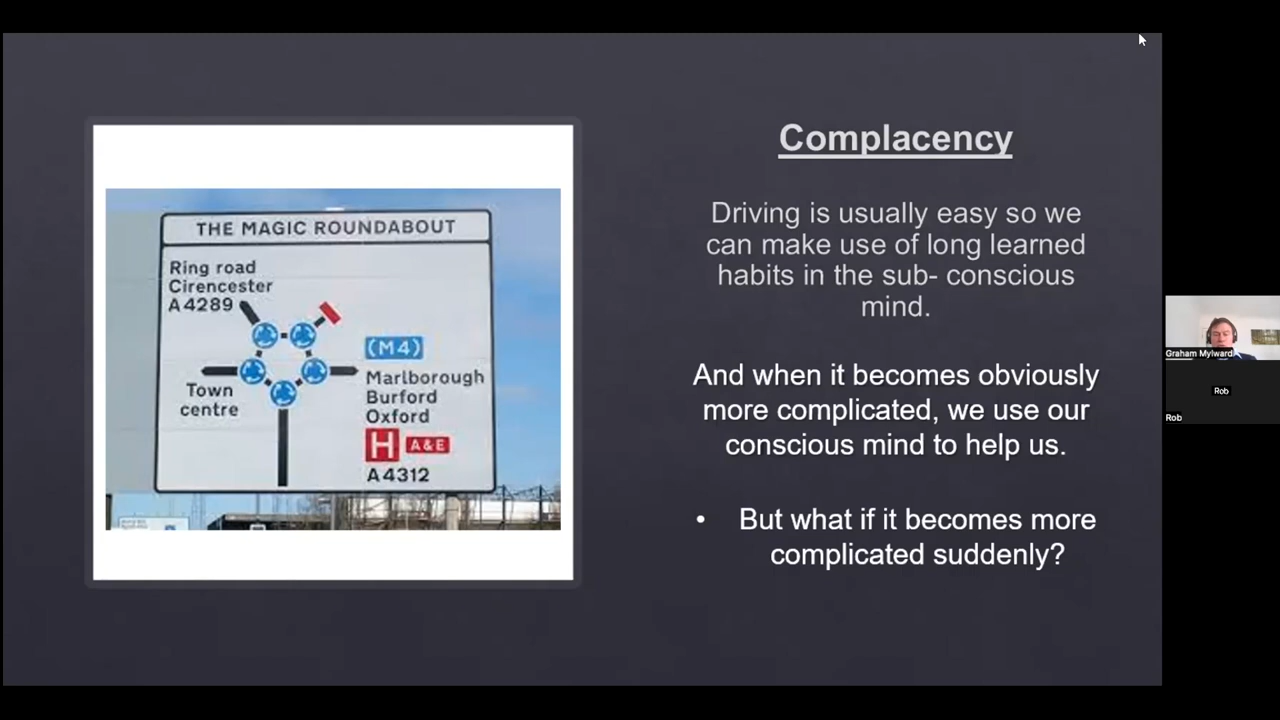 THE MAGIC ROUNDABOUT
Ring road
Cirencester
A4289
(M4)
Marlborough
Burford
Oxford
H A&E
A4312
Town
centre
Complacency
Driving is usually easy so we
can make use of long learned
habits in the sub- conscious
mind.
And when it becomes obviously
more complicated, we use our
conscious mind to help us.
• But what if it becomes more
complicated suddenly?
Graham Mylward
Rob
Rob